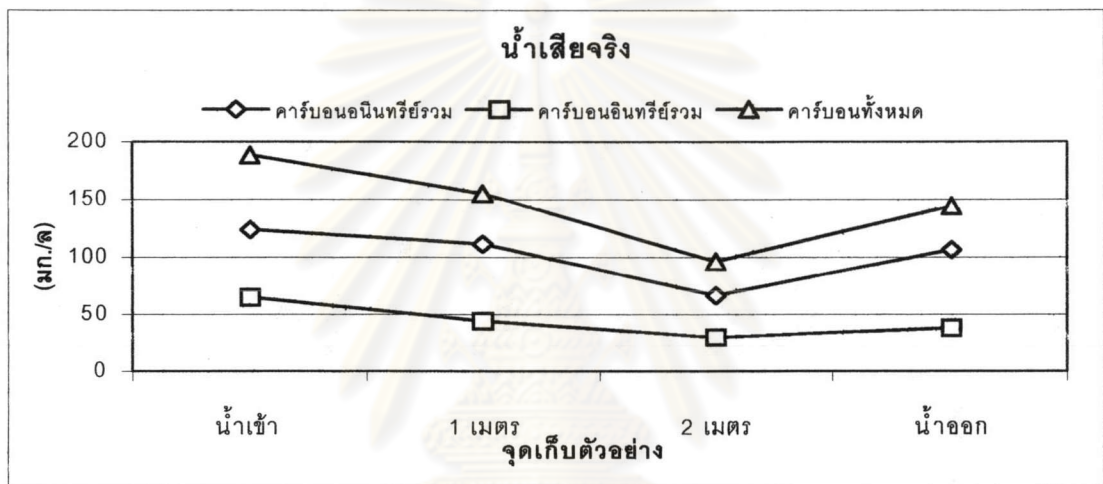 น้ำเสียจริง
คาร์บอนอนินทรีย์รวม คาร์บอนอินทรีย์รวม คาร์บอนทั้งหมด
200
150
100
50
0
(มก./ล)
น้ำเข้า 1 เมตร 2 เมตร น้ำออก
จุดเก็บตัวอย่าง